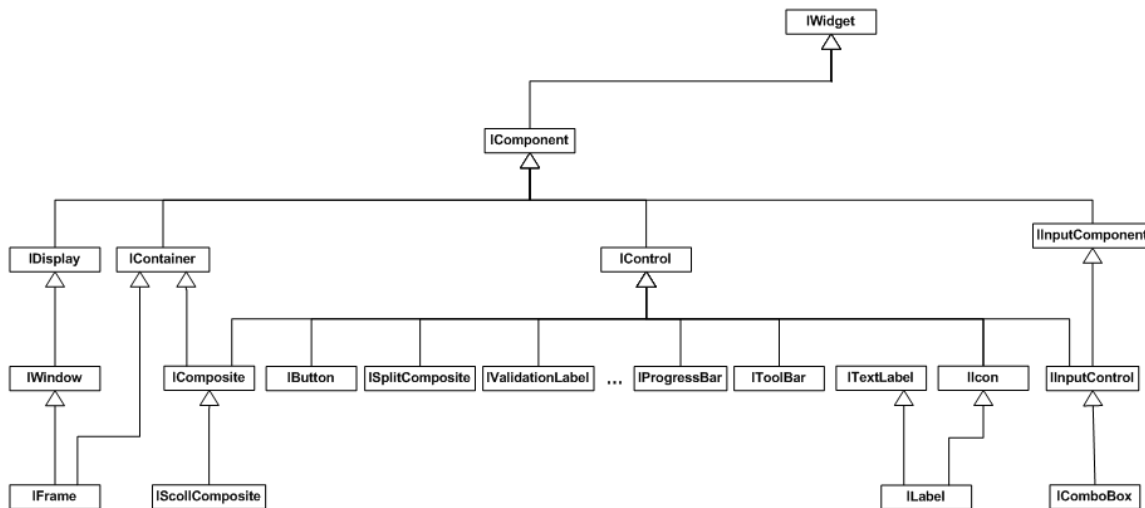 IWidget
IComponent
IDisplay
IContainer
IControl
IInputComponent
IWindow
IComposite
IButton
ISplitComposite
IValidationLabel
...
IProgressBar
IToolBar
ITextLabel
IIcon
IInputControl
IFrame
IScollComposite
ILabel
IComboBox